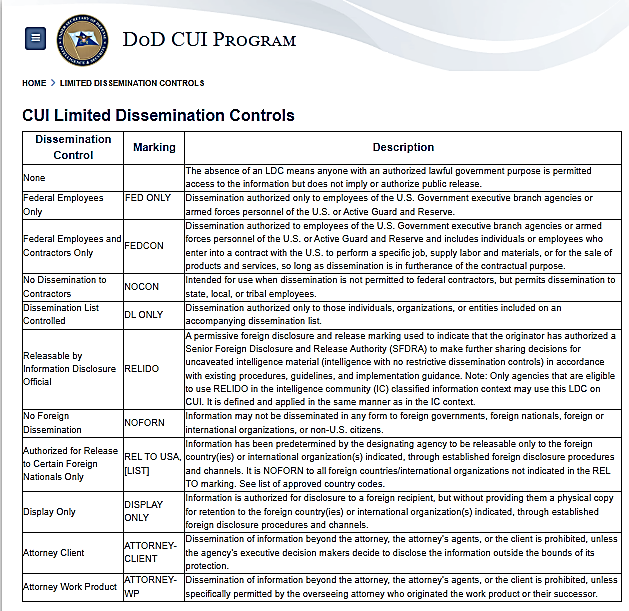 DoD CUI Program
HOME > LIMITED DISSEMINATION CONTROLS
CUI Limited Dissemination Controls
Dissemination Control
Marking
Description
None
The absence of an LDC means anyone with an authorized lawful government purpose is permitted
access to the information but does not imply or authorize public release.
Federal Employees
Only
FED ONLY
Dissemination authorized only to employees of the U.S. Government executive branch agencies or
armed forces personnel of the U.S. or Active Guard and Reserve.
Federal Employees and
Contractors Only
FEDCON
Dissemination authorized to employees of the U.S. Government executive branch agencies or armed
forces personnel of the U.S. or Active Guard and Reserve and includes individuals or employees who
enter into a contract with the U.S. to perform a specific job, supply labor and materials, or for the sale of
products and services, so long as dissemination is in furtherance of the contractual purpose.
No Dissemination to
Contractors
NOCON
Intended for use when dissemination is not permitted to federal contractors, but permits dissemination to
state, local, or tribal employees.
Dissemination List
Controlled
DL ONLY
Dissemination authorized only to those individuals, organizations, or entities included on an
accompanying dissemination list.
Releasable by
Information Disclosure
Official
RELIDO
A permissive foreign disclosure and release marking used to indicate that the originator has authorized a
Senior Foreign Disclosure and Release Authority (SFDRA) to make further sharing decisions for
uncaveated intelligence material (intelligence with no restrictive dissemination controls) in accordance
with existing procedures, guidelines, and implementation guidance. Note: Only agencies that are eligible
to use RELIDO in the intelligence community (IC) classified information context may use this LDC on
CUI. It is defined and applied in the same manner as in the IC context.
No Foreign
Dissemination
NOFORN
Information may not be disseminated in any form to foreign governments, foreign nationals, foreign or
international organizations, or non-U.S. citizens.
Authorized for Release
to Certain Foreign
Nationals Only
REL TO USA,
[LIST]
Information has been predetermined by the designating agency to be releasable only to the foreign
country(ies) or international organization(s) indicated, through established foreign disclosure procedures
and channels. It is NOFORN to all foreign countries/international organizations not indicated in the REL
TO marking. See list of approved country codes.
Display Only
DISPLAY
ONLY
Information is authorized for disclosure to a foreign recipient, but without providing them a physical copy
for retention to the foreign country(ies) or international organization(s) indicated, through established
foreign disclosure procedures and channels.
Attorney Client
ATTORNEY-
CLIENT
Dissemination of information beyond the attorney, the attorney's agents, or the client is prohibited, unless
the agency's executive decision makers decide to disclose the information outside the bounds of its
protection.
Attorney Work Product
ATTORNEY-
WP
Dissemination of information beyond the attorney, the attorney's agents, or the client is prohibited, unless
specifically permitted by the overseeing attorney who originated the work product or their successor.